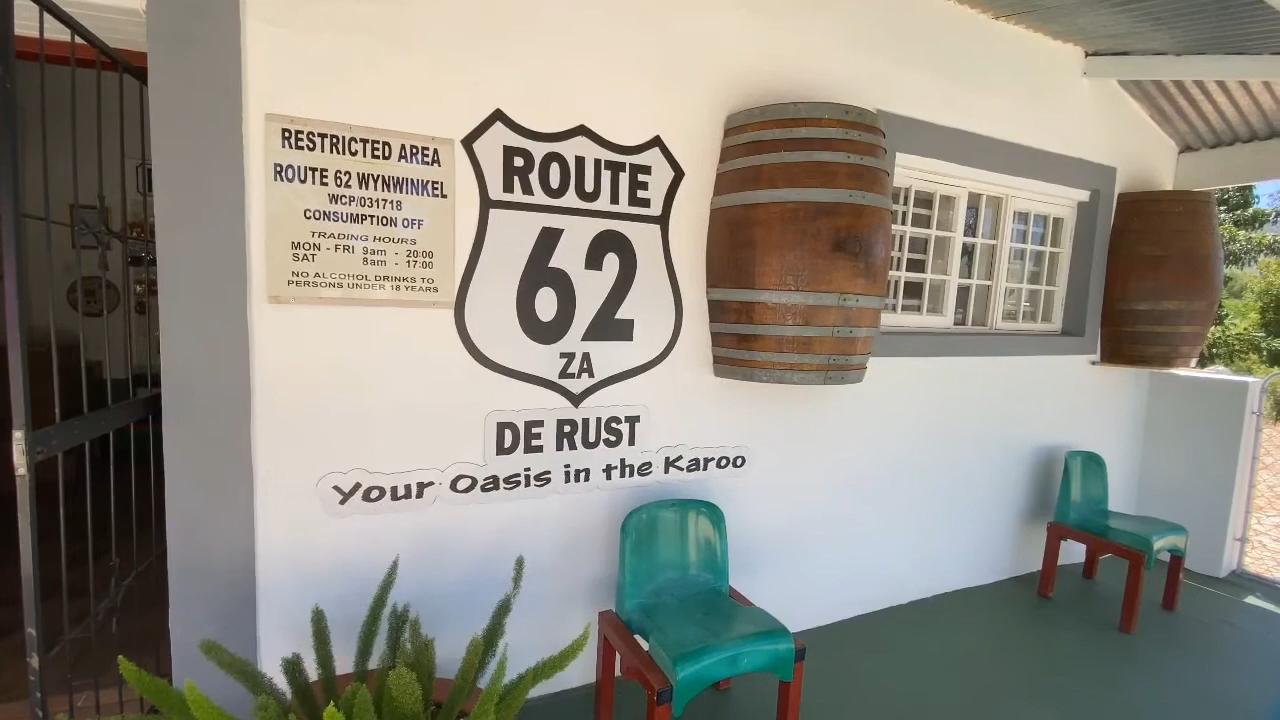 RESTRICTED AREA
ROUTE 62 WYNWINKEL
WCP/031718
CONSUMPTION OFF
TRADING HOURS
MON - FRI 9am - 20:00
SAT 8am - 17:00
NO ALCOHOL DRINKS TO
PERSONS UNDER 18 YEARS
ROUTE
62
ZA
DE RUST
Your Oasis in the Karoo